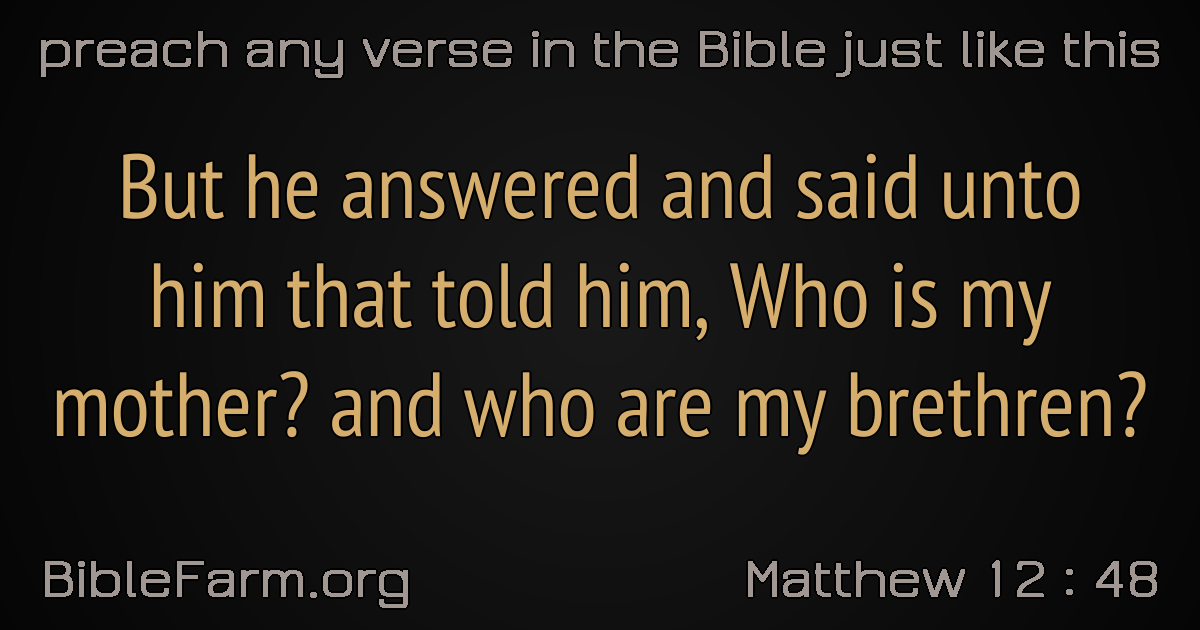 preach any verse in the Bible just like this
But he answered and said unto
him that told him, Who is my
mother? and who are my brethren?
BibleFarm.org
Matthew 12 : 48